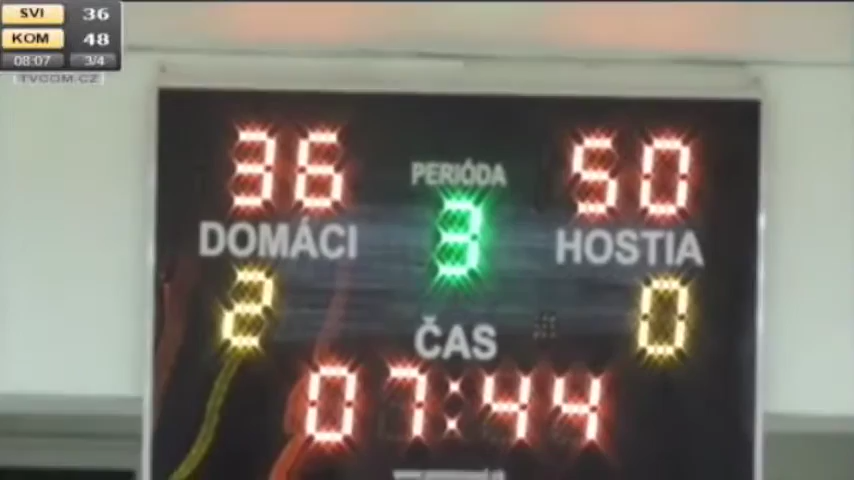 SVI 36
KOM 48
08:07 3/4
TVCOM.CZ
36 PERIÓDA 50
DOMÁCI 3 HOSTIA
2 ČAS 0
07:44